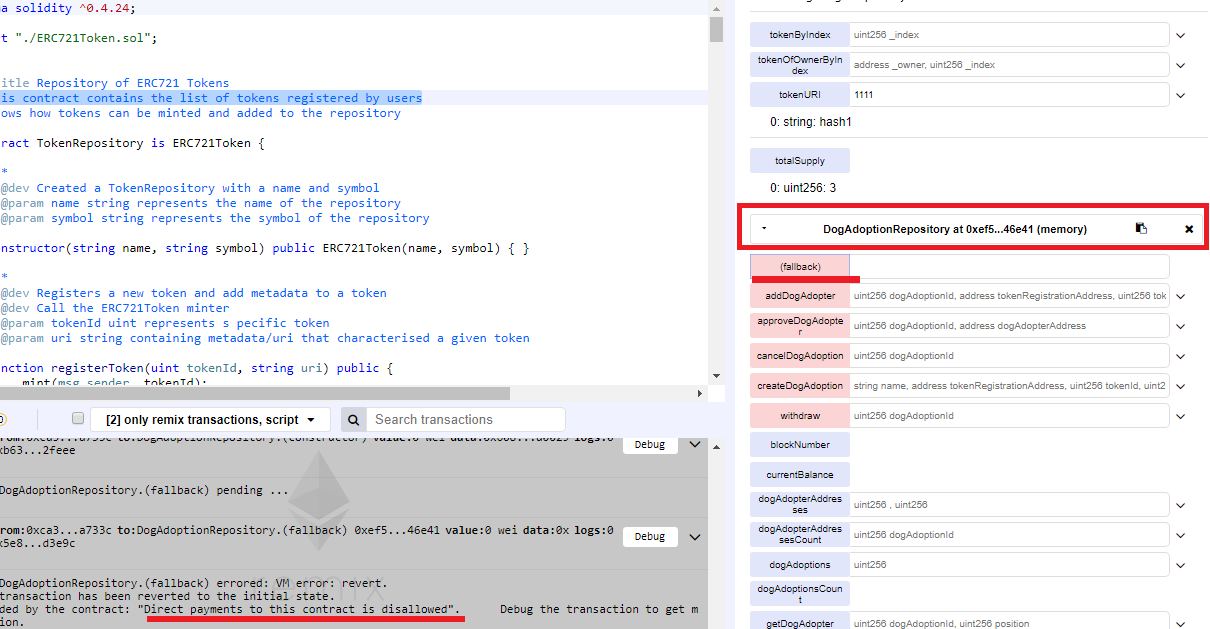 a solidity ^0.4.24;
t "./ERC721Token.sol";
itle Repository of ERC721 Tokens
is contract contains the list of tokens registered by users
ows how tokens can be minted and added to the repository
ract TokenRepository is ERC721Token {
*
@dev Created a TokenRepository with a name and symbol
@param name string represents the name of the repository
@param symbol string represents the symbol of the repository
nstructor(string name, string symbol) public ERC721Token(name, symbol) { }
*
@dev Registers a new token and add metadata to a token
@dev Call the ERC721Token minter
@param tokenId uint represents s pecific token
@param uri string containing metadata/uri that characterised a given token
nction registerToken(uint tokenId, string uri) public {
mint(msg.sender, tokenId);
[2] only remix transactions, script
Search transactions
rom:0xca3...a733c to:DogAdoptionRepository.(constructor) value:0 wei
xb63...2feee
Debug
DogAdoptionRepository.(fallback) pending ...
rom:0xca3...a733c to:DogAdoptionRepository.(fallback) 0xef5...46e41 value:0 wei data:0x logs:0
x5e8...d3e9c
Debug
DogAdoptionRepository.(fallback) errored: VM error: revert.
transaction has been reverted to the initial state.
ded by the contract: "Direct payments to this contract is disallowed". Debug the transaction to get m
ion.
tokenByIndex uint256 _index
tokenOfOwnerByIn
dex
address _owner, uint256 _index
tokenURI 1111
0: string: hash1
totalSupply
0: uint256: 3
DogAdoptionRepository at 0xef5...46e41 (memory)
(fallback)
addDogAdopter uint256 dogAdoptionId, address tokenRegistrationAddress, uint256 tok
approveDogAdopte
r
uint256 dogAdoptionId, address dogAdopterAddress
cancelDogAdoption uint256 dogAdoptionId
createDogAdoption string name, address tokenRegistrationAddress, uint256 tokenId, uint2
withdraw uint256 dogAdoptionId
blockNumber
currentBalance
dogAdopterAddres
ses
uint256 , uint256
dogAdopterAddres
sesCount
uint256 dogAdoptionId
dogAdoptions uint256
dogAdoptionsCoun
t
getDogAdopter uint256 dogAdoptionId, uint256 position